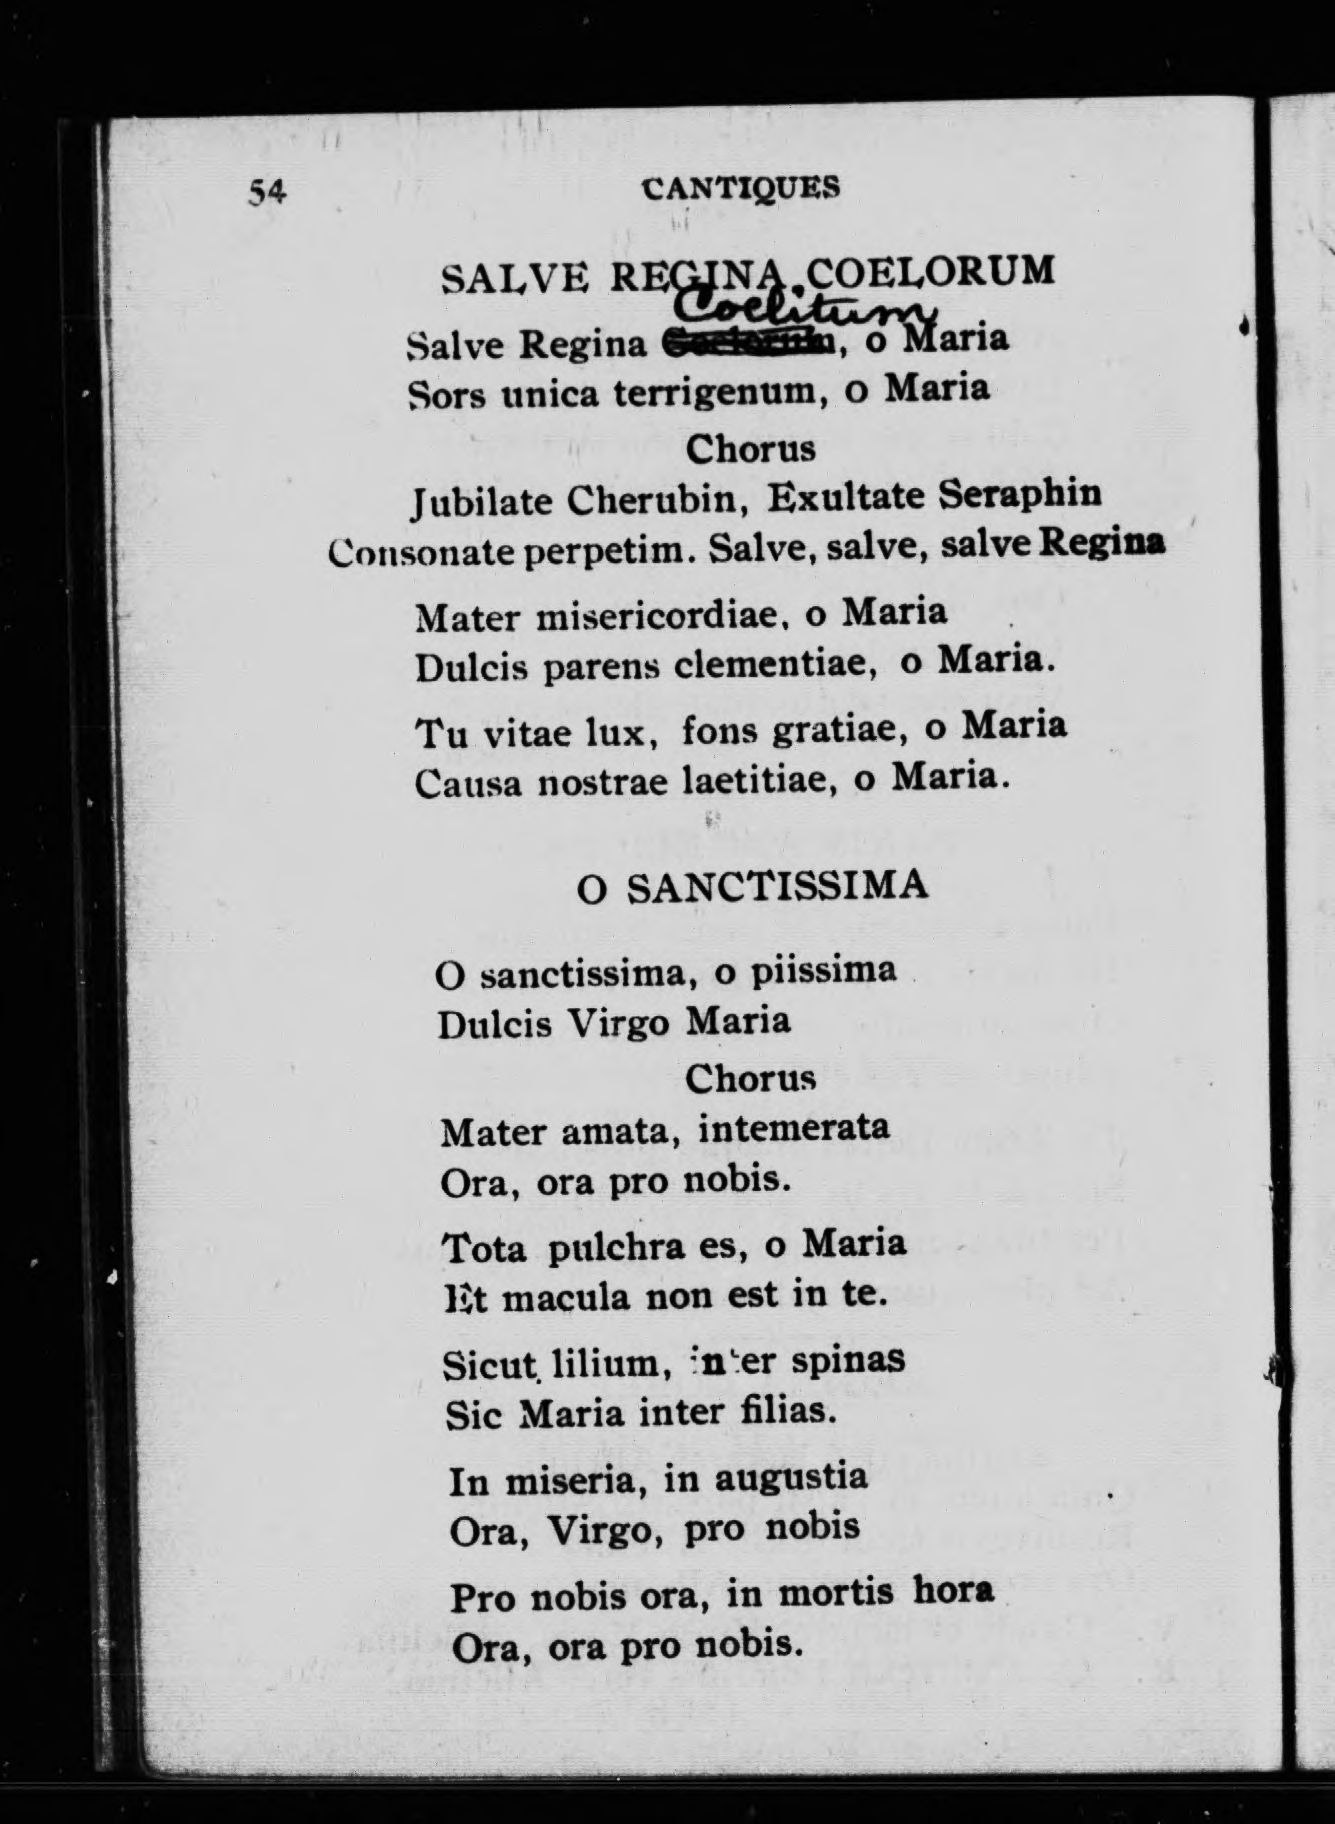 54
CANTIQUES
SALVE REGINA COELORUM
Coelitum
Salve Regina Coelorum, o Maria
Sors unica terrigenum, o Maria
Chorus
Jubilate Cherubin, Exultate Seraphin
Consonate perpetim. Salve, salve, salve Regina
Mater misericordiae, o Maria
Dulcis parens clementiae, o Maria.
Tu vitae lux, fons gratiae, o Maria
Causa nostrae laetitiae, o Maria.
O SANCTISSIMA
O sanctissima, o piissima
Dulcis Virgo Maria
Chorus
Mater amata, intemerata
Ora, ora pro nobis.
Tota pulchra es, o Maria
Et macula non est in te.
Sicut lilium, inter spinas
Sic Maria inter filias.
In miseria, in augustia
Ora, Virgo, pro nobis
Pro nobis ora, in mortis hora
Ora, ora pro nobis.